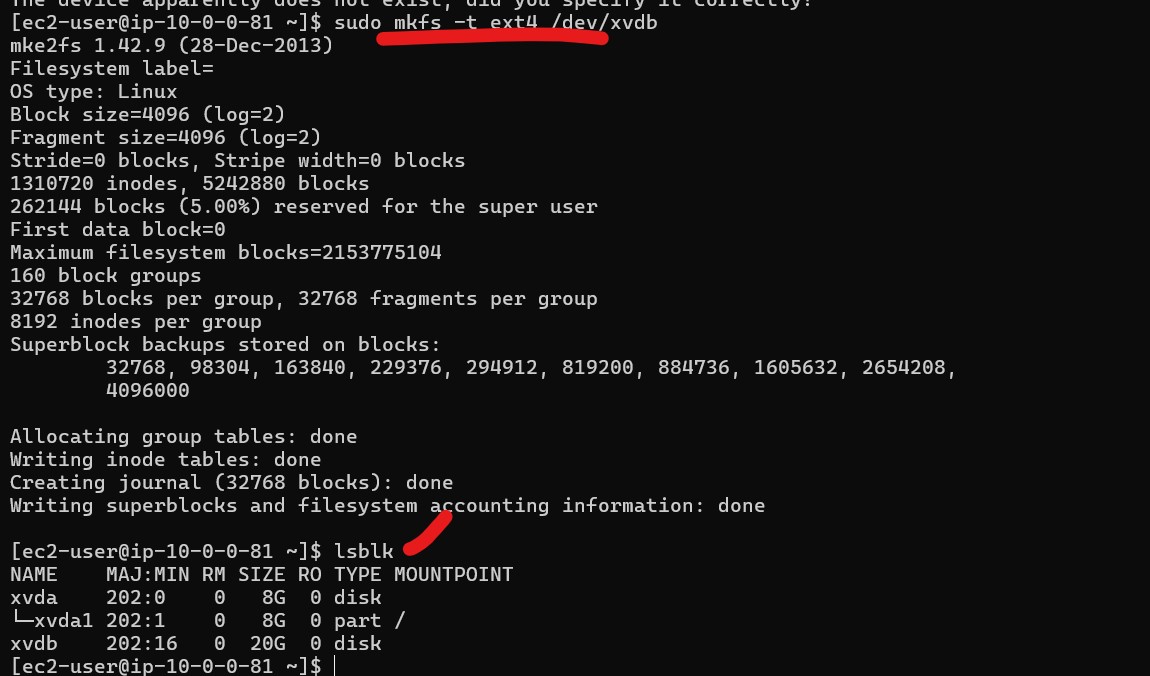 The device apparently does not exist; did you specify it correctly?
[ec2-user@ip-10-0-0-81 ~]$ sudo mkfs -t ext4 /dev/xvdb
mke2fs 1.42.9 (28-Dec-2013)
Filesystem label=
OS type: Linux
Block size=4096 (log=2)
Fragment size=4096 (log=2)
Stride=0 blocks, Stripe width=0 blocks
1310720 inodes, 5242880 blocks
262144 blocks (5.00%) reserved for the super user
First data block=0
Maximum filesystem blocks=2153775104
160 block groups
32768 blocks per group, 32768 fragments per group
8192 inodes per group
Superblock backups stored on blocks:
        32768, 98304, 163840, 229376, 294912, 819200, 884736, 1605632, 2654208,
        4096000
Allocating group tables: done
Writing inode tables: done
Creating journal (32768 blocks): done
Writing superblocks and filesystem accounting information: done
[ec2-user@ip-10-0-0-81 ~]$ lsblk
NAME    MAJ:MIN RM SIZE RO TYPE MOUNTPOINT
xvda    202:0    0   8G  0 disk
└─xvda1 202:1    0   8G  0 part /
xvdb    202:16   0  20G  0 disk
[ec2-user@ip-10-0-0-81 ~]$